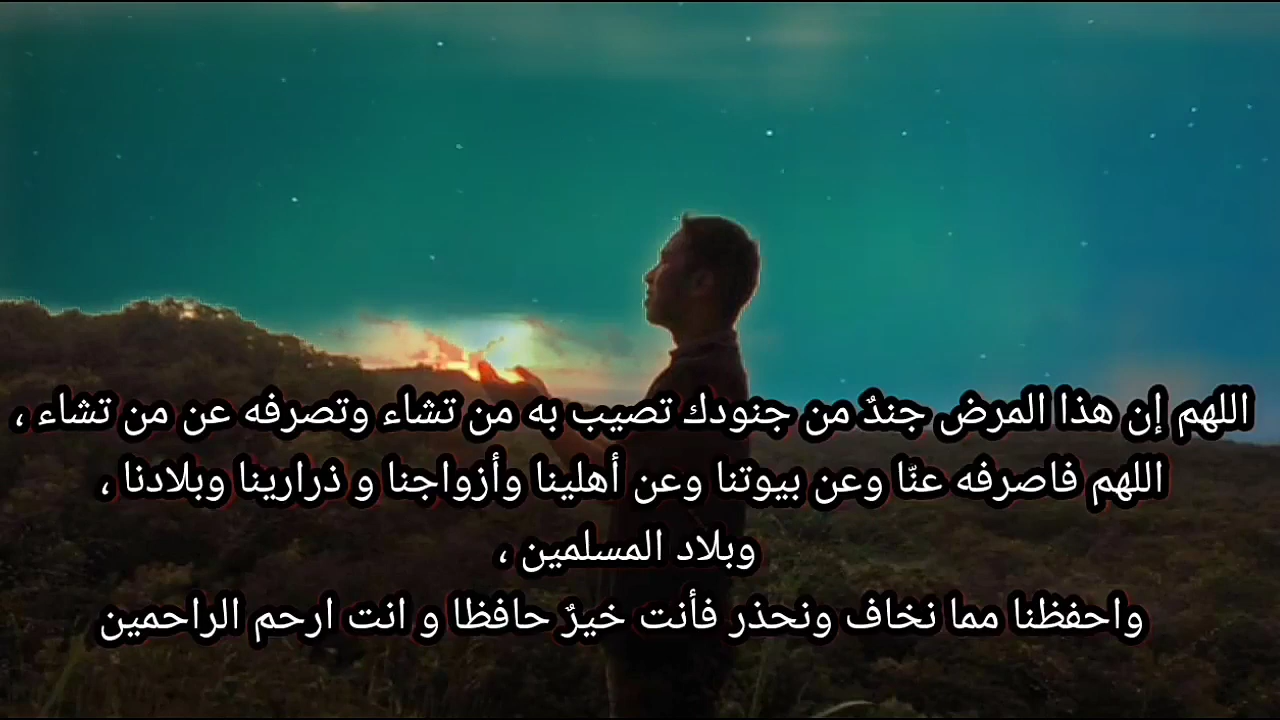 اللهم إن هذا المرض جندٌ من جنودك تصيب به من تشاء وتصرفه عن من تشاء ،
اللهم فاصرفه عنّا وعن بيوتنا وعن أهلينا وأزواجنا و ذرارينا وبلادنا ،
وبلاد المسلمين ،
واحفظنا مما نخاف ونحذر فأنت خيرٌ حافظا و انت ارحم الراحمين